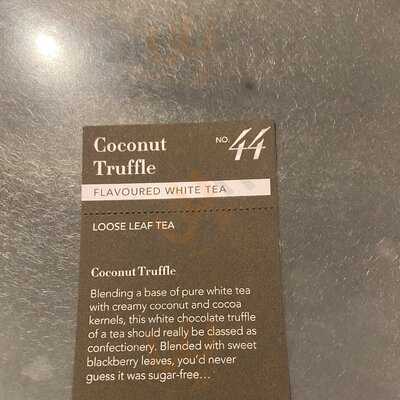 Coconut
Truffle
NO. 44
FLAVOURED WHITE TEA
LOOSE LEAF TEA
Coconut Truffle
Blending a base of pure white tea
with creamy coconut and cocoa
kernels, this white chocolate truffle
of a tea should really be classed as
confectionery. Blended with sweet
blackberry leaves, you'd never
guess it was sugar-free...